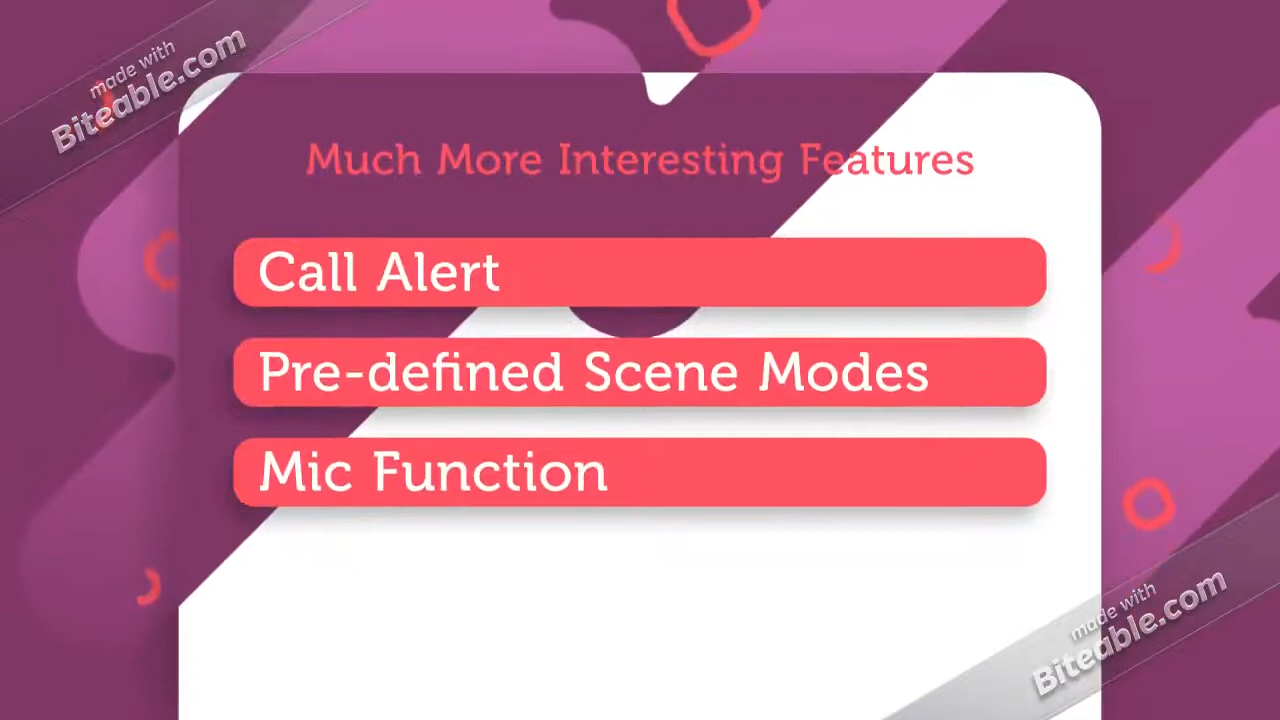 made with
Biteable.com
Much More Interesting Features
Call Alert
Pre-defined Scene Modes
Mic Function
made with
Biteable.com